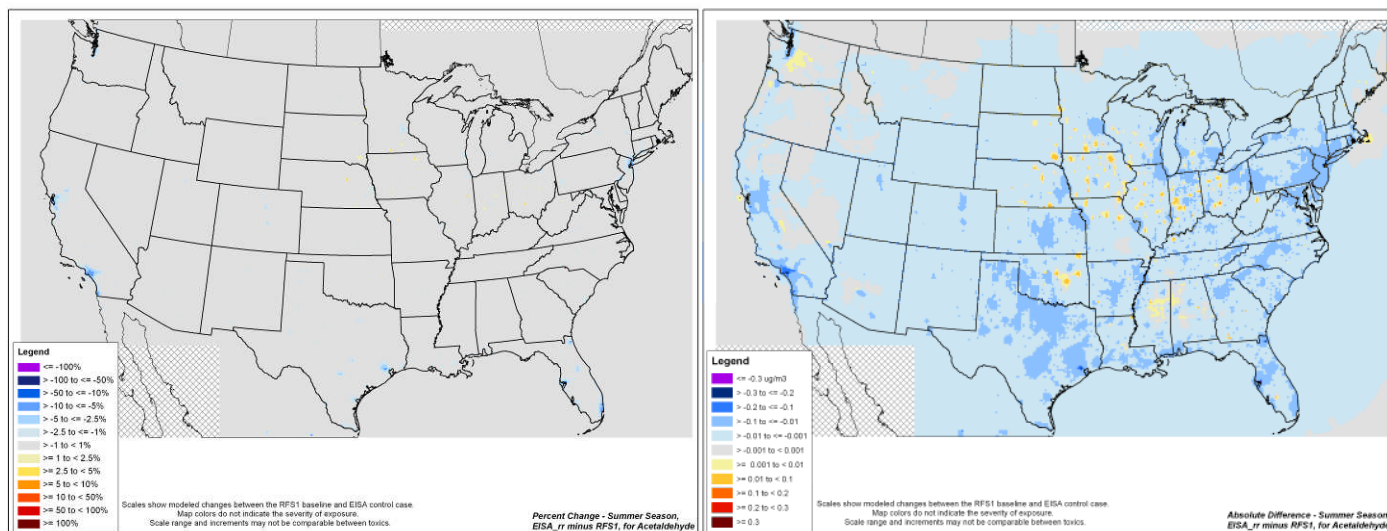 Legend
<= -100%
> -100 to <= -50%
> -50 to <= -10%
> -10 to <= -5%
> -5 to <= -2.5%
> -2.5 to <= -1%
> -1 to < 1%
>= 1 to < 2.5%
>= 2.5 to < 5%
>= 5 to < 10%
>= 10 to < 50%
>= 50 to < 100%
>= 100%
Scales show modeled changes between the RFS1 baseline and EISA control case.
Map colors do not indicate the severity of exposure.
Scale range and increments may not be comparable between toxics.
Percent Change - Summer Season,
EISA_rr minus RFS1, for Acetaldehyde
Legend
<= -0.3 ug/m3
> -0.3 to <= -0.2
> -0.2 to <= -0.1
> -0.1 to <= -0.01
> -0.01 to <= -0.001
> -0.001 to < 0.001
>= 0.001 to < 0.01
>= 0.01 to < 0.1
>= 0.1 to < 0.2
>= 0.2 to < 0.3
>= 0.3
Scales show modeled changes between the RFS1 baseline and EISA control case.
Map colors do not indicate the severity of exposure.
Scale range and increments may not be comparable between toxics.
Absolute Difference - Summer Season
EISA_rr minus RFS1, for Acetaldehyde